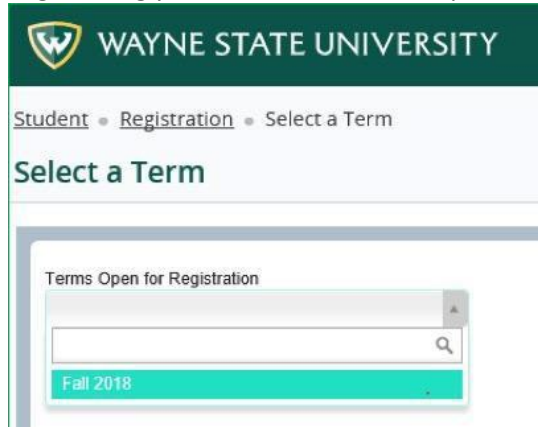 WAYNE STATE UNIVERSITY
Student • Registration • Select a Term
Select a Term
Terms Open for Registration
Fall 2018